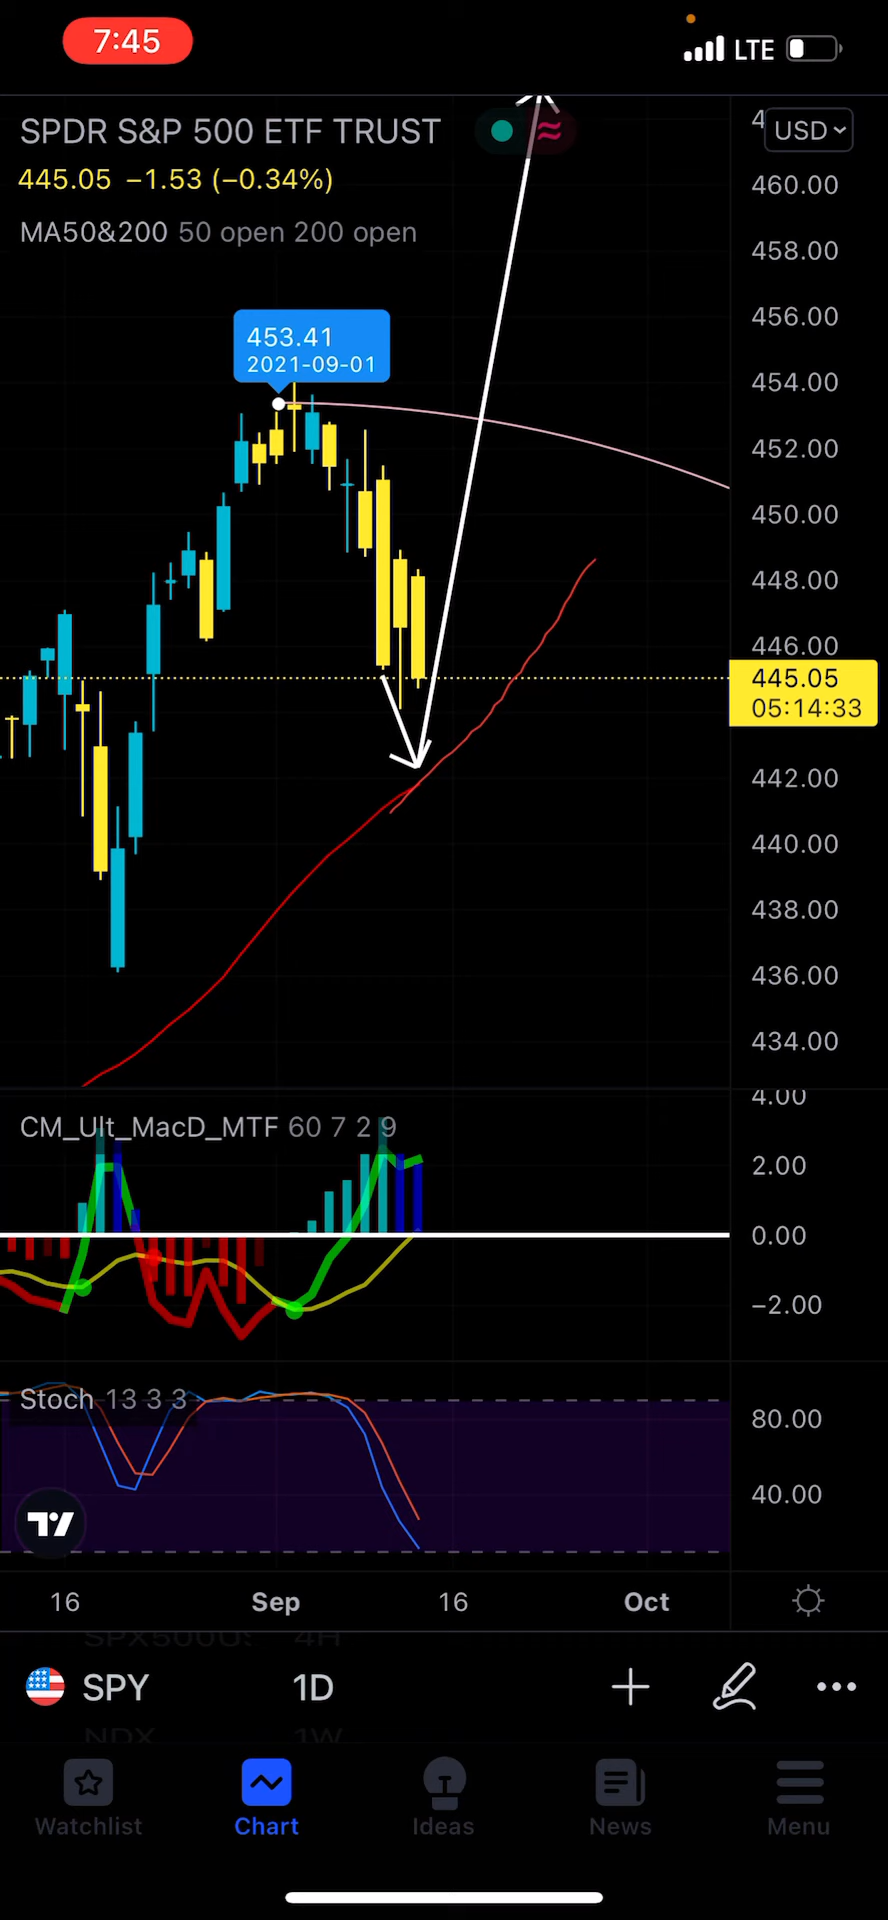 7:45
LTE
SPDR S&P 500 ETF TRUST
USD
445.05 −1.53 (−0.34%)
MA50&200 50 open 200 open
460.00
458.00
456.00
453.41
2021-09-01
454.00
452.00
450.00
448.00
446.00
445.05
05:14:33
442.00
440.00
438.00
436.00
434.00
CM_Ult_MacD_MTF 60 7 2 9
4.00
2.00
0.00
−2.00
Stoch 13 3 3
80.00
40.00
16 Sep 16 Oct
4H
SPY 1D
NDX 1W
Watchlist Chart Ideas News Menu